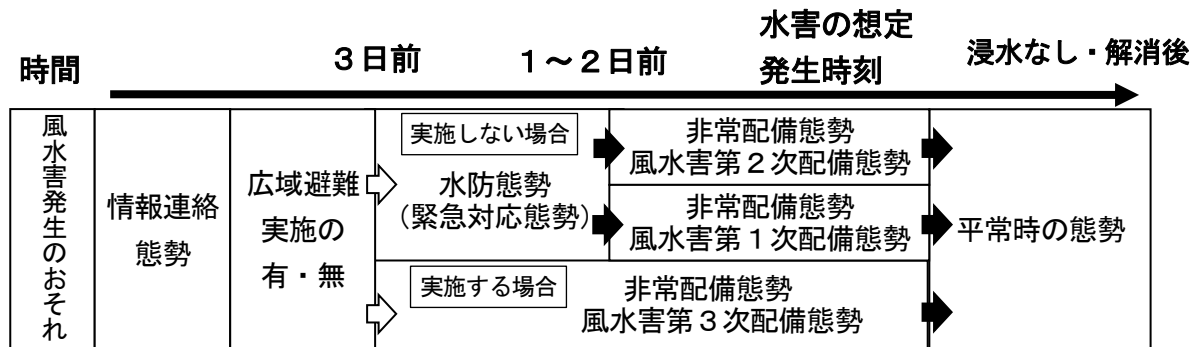 時間
3日前
1～2日前
水害の想定
発生時刻
浸水なし・解消後
風水害発生のおそれ
情報連絡
態勢
広域避難
実施の
有・無
実施しない場合
水防態勢
（緊急対応態勢）
非常配備態勢
風水害第２次配備態勢
非常配備態勢
風水害第１次配備態勢
実施する場合
非常配備態勢
風水害第３次配備態勢
平常時の態勢